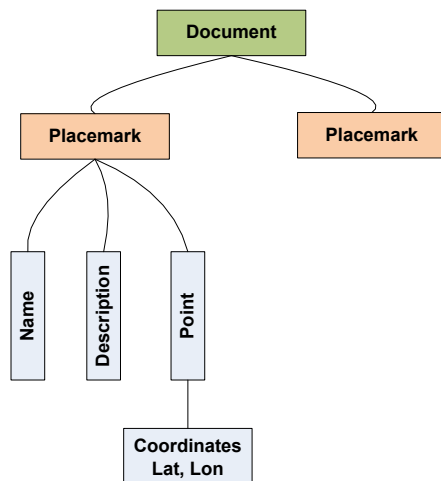 Document
Placemark
Placemark
Name
Description
Point
Coordinates
Lat, Lon